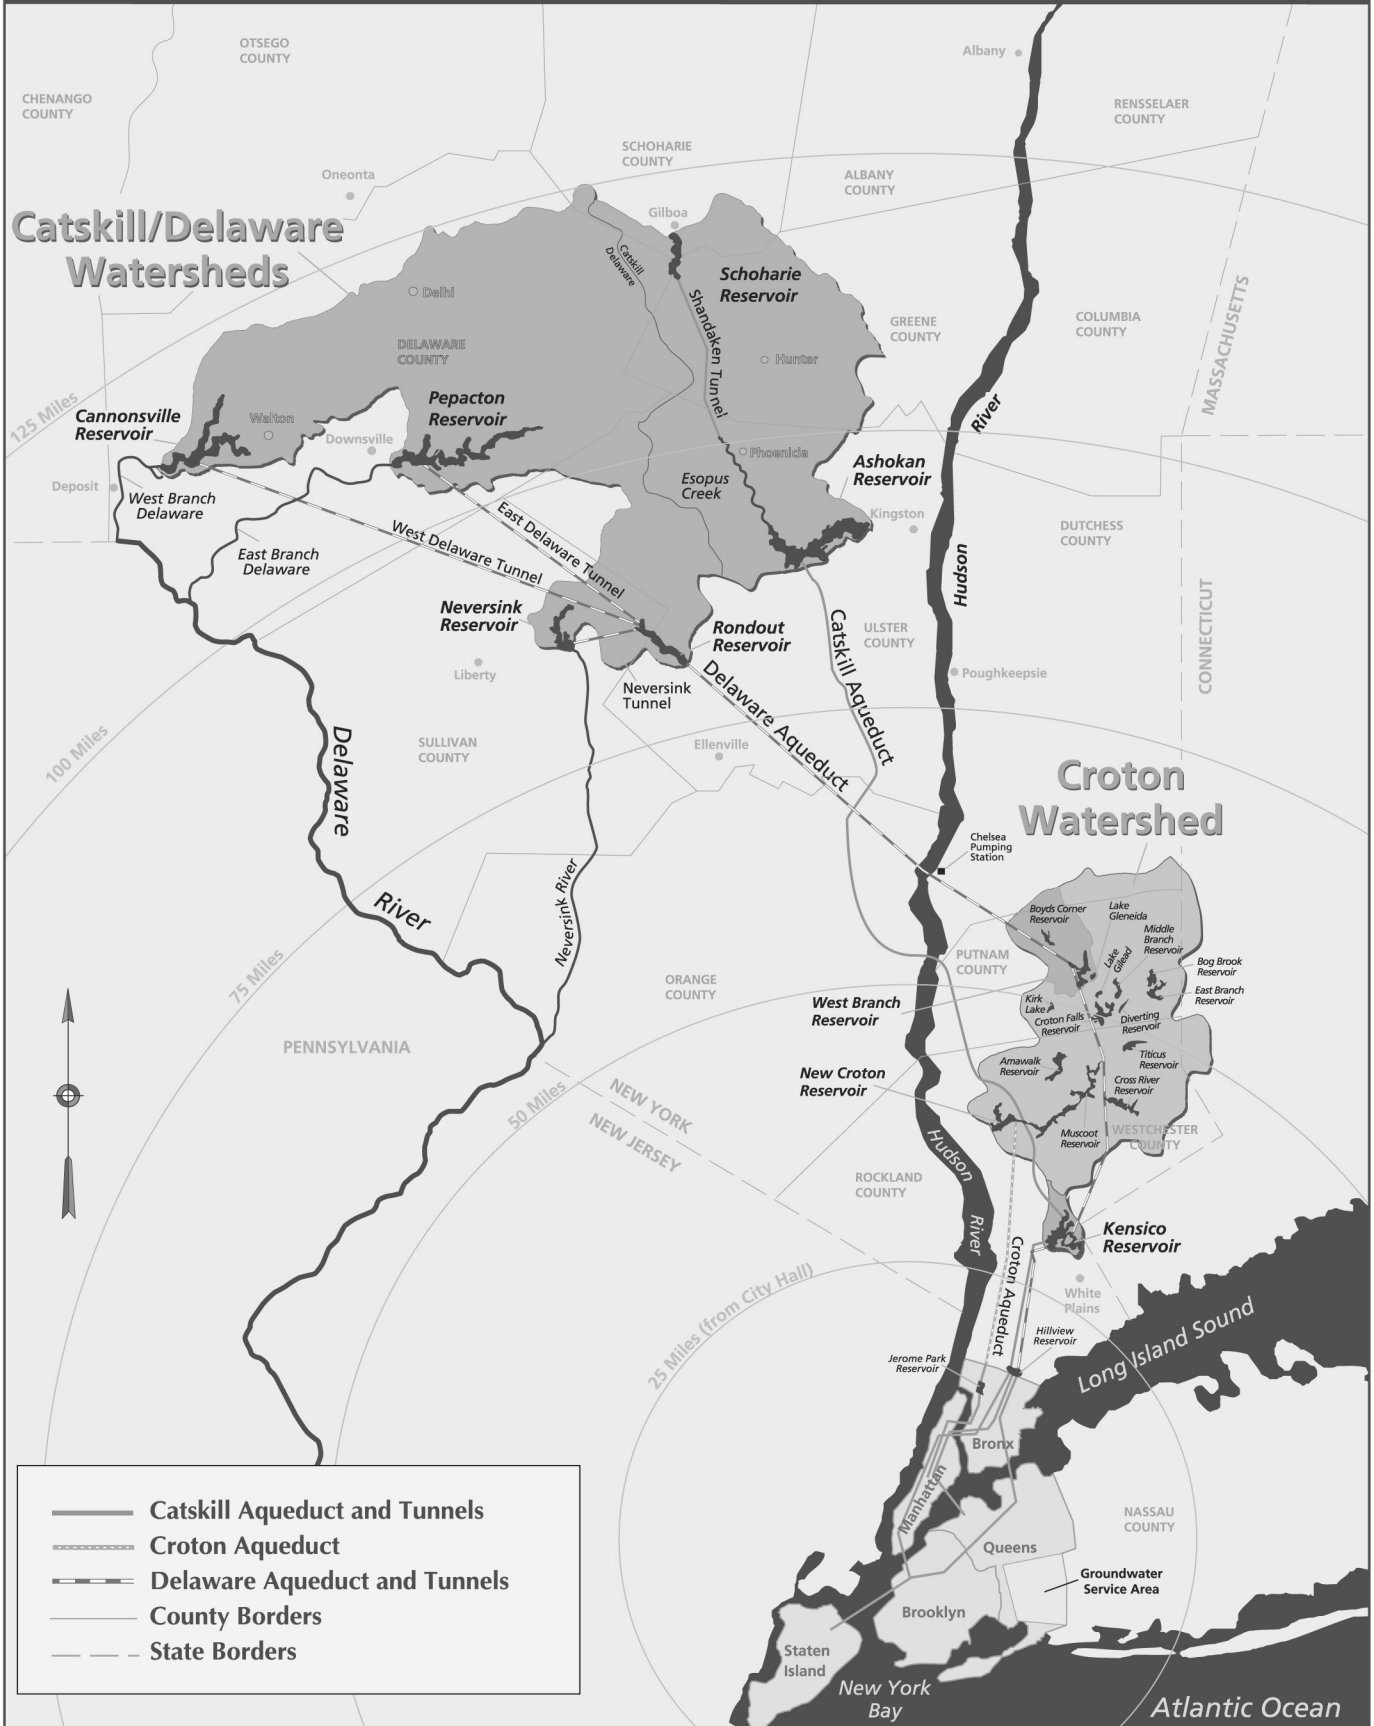 OTSEGO
COUNTY
Albany
CHENANGO
COUNTY
RENSSELAER
COUNTY
SCHOHARIE
COUNTY
Oneonta
ALBANY
COUNTY
Catskill/Delaware
Watersheds
Gilboa
Catskill
Delaware
Schoharie
Reservoir
Delhi
Shandaken Tunnel
GREENE
COUNTY
COLUMBIA
COUNTY
MASSACHUSETTS
DELAWARE
COUNTY
Hunter
125 Miles
Cannonsville
Reservoir
Walton
Pepacton
Reservoir
Downsville
River
Phoenicia
Ashokan
Reservoir
Deposit
West Branch
Delaware
Esopus
Creek
Kingston
East Delaware Tunnel
West Delaware Tunnel
DUTCHESS
COUNTY
East Branch
Delaware
Hudson
CONNECTICUT
Neversink
Reservoir
Rondout
Reservoir
Catskill Aqueduct
ULSTER
COUNTY
Liberty
Neversink
Tunnel
Delaware Aqueduct
Poughkeepsie
100 Miles
Delaware
SULLIVAN
COUNTY
Ellenville
Croton
Watershed
Chelsea
Pumping
Station
River
Neversink River
Boyds Corner
Reservoir
Lake
Gleneida
Middle
Branch
Reservoir
Lake
Gilead
Bog Brook
Reservoir
East Branch
Reservoir
75 Miles
ORANGE
COUNTY
PUTNAM
COUNTY
West Branch
Reservoir
Kirk
Lake
Croton Falls
Reservoir
Diverting
Reservoir
PENNSYLVANIA
Amawalk
Reservoir
Titicus
Reservoir
New Croton
Reservoir
Cross River
Reservoir
50 Miles
NEW YORK
NEW JERSEY
Muscoot
Reservoir
WESTCHESTER
COUNTY
Hudson
River
ROCKLAND
COUNTY
Kensico
Reservoir
Croton Aqueduct
25 Miles (from City Hall)
White
Plains
Long Island Sound
Hillview
Reservoir
Jerome Park
Reservoir
Bronx
Manhattan
NASSAU
COUNTY
Queens
Groundwater
Service Area
Brooklyn
Staten
Island
New York
Bay
Atlantic Ocean
Catskill Aqueduct and Tunnels
Croton Aqueduct
Delaware Aqueduct and Tunnels
County Borders
State Borders